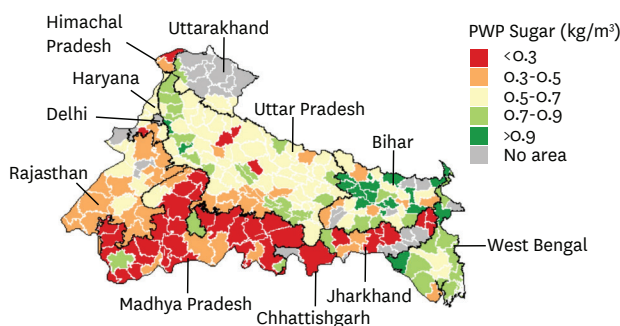 Himachal
Pradesh
Uttarakhand
Haryana
Delhi
Uttar Pradesh
Bihar
Rajasthan
West Bengal
Jharkhand
Madhya Pradesh
Chhattishgarh
PWP Sugar (kg/m³)
<0.3
0.3-0.5
0.5-0.7
0.7-0.9
>0.9
No area